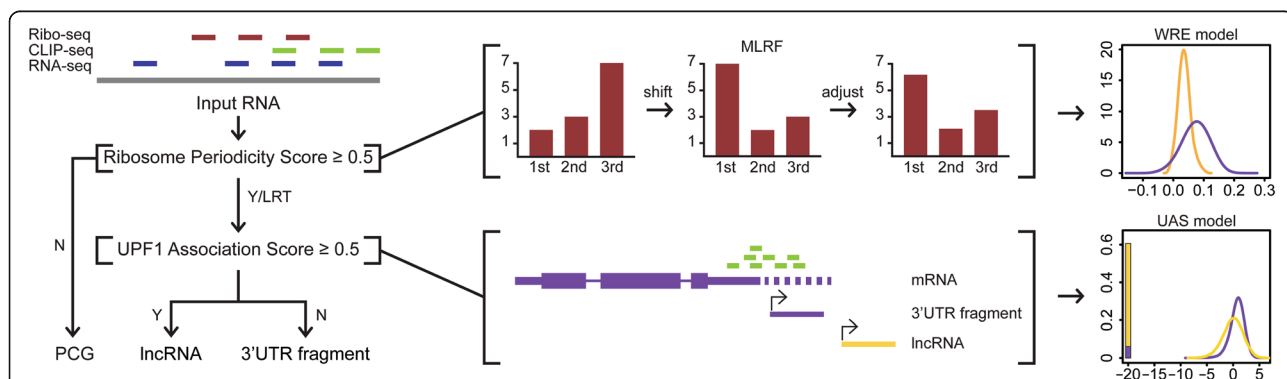 Ribo-seq
CLIP-seq
RNA-seq
Input RNA
Ribosome Periodicity Score ≥ 0.5
Y/LRT
N
UPF1 Association Score ≥ 0.5
Y
N
PCG
lncRNA
3'UTR fragment
MLRF
7
5
3
1
1st 2nd 3rd
shift
7
5
3
1
1st 2nd 3rd
adjust
7
5
3
1
1st 2nd 3rd
WRE model
20
15
10
5
0
−0.1 0.0 0.1 0.2 0.3
mRNA
3'UTR fragment
lncRNA
UAS model
0.6
0.4
0.2
0
−20 −15 −10 −5 0 5